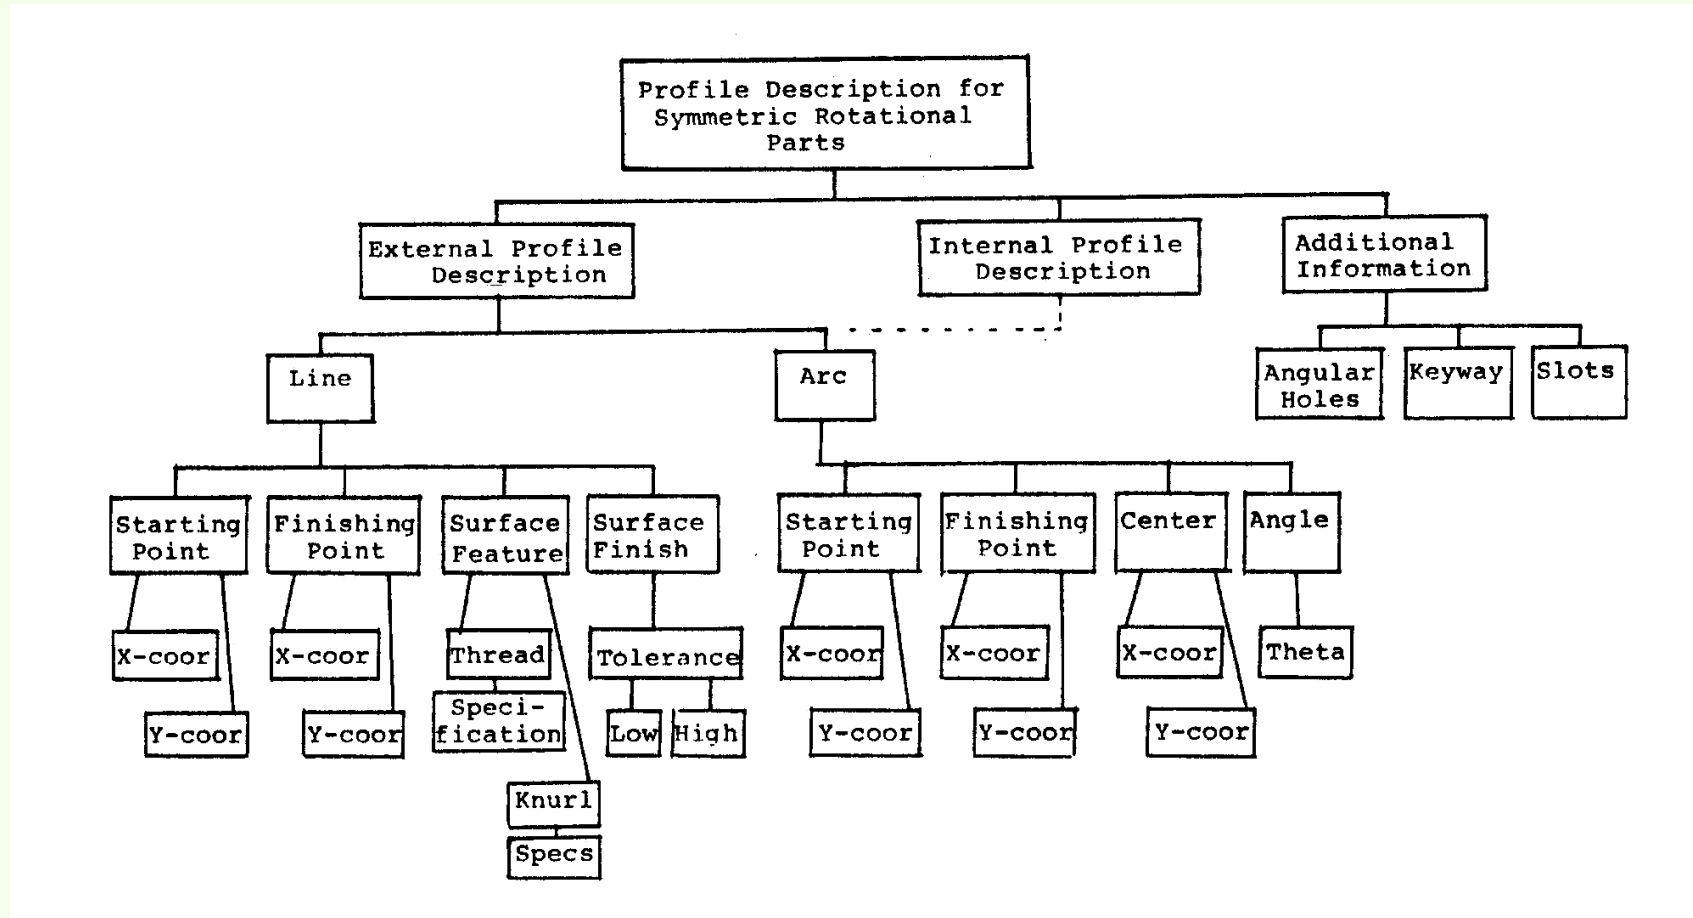 Profile Description for
Symmetric Rotational
Parts
External Profile
Description
Internal Profile
Description
Additional
Information
Line
Arc
Angular
Holes
Keyway
Slots
Starting
Point
Finishing
Point
Surface
Feature
Surface
Finish
Starting
Point
Finishing
Point
Center
Angle
X-coor
X-coor
Thread
Tolerance
X-coor
X-coor
X-coor
Theta
Y-coor
Y-coor
Speci-
fication
Low
High
Y-coor
Y-coor
Y-coor
Knurl
Specs